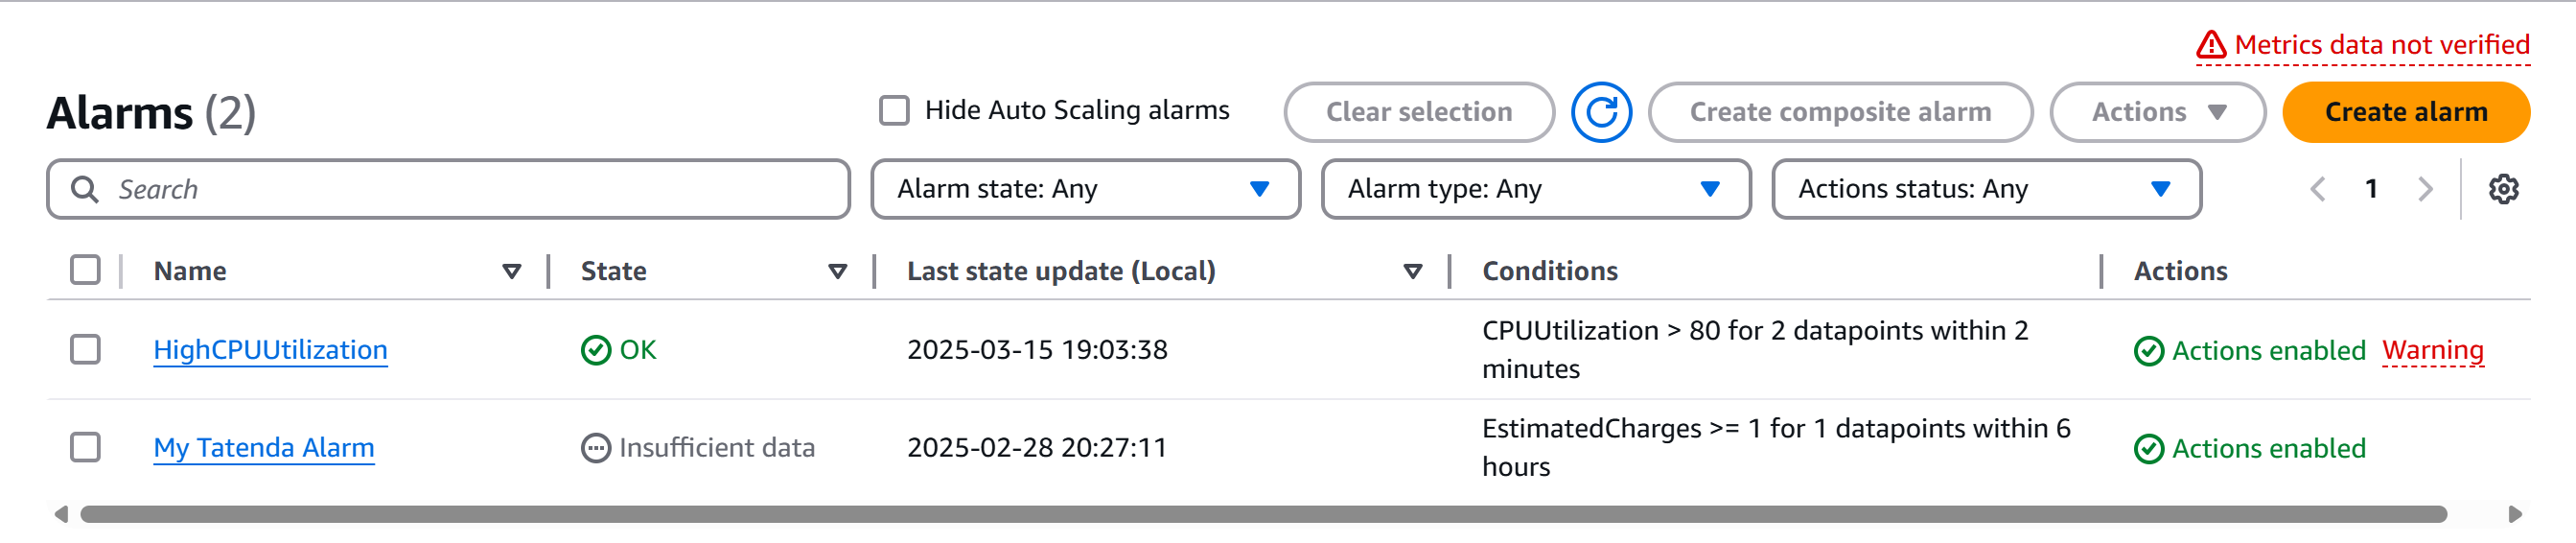 Metrics data not verified
Alarms (2)
Hide Auto Scaling alarms
Clear selection
Create composite alarm
Actions
Create alarm
Search
Alarm state: Any
Alarm type: Any
Actions status: Any
1
Name
State
Last state update (Local)
Conditions
Actions
HighCPUUtilization
OK
2025-03-15 19:03:38
CPUUtilization > 80 for 2 datapoints within 2
minutes
Actions enabled
Warning
My Tatenda Alarm
Insufficient data
2025-02-28 20:27:11
EstimatedCharges >= 1 for 1 datapoints within 6
hours
Actions enabled